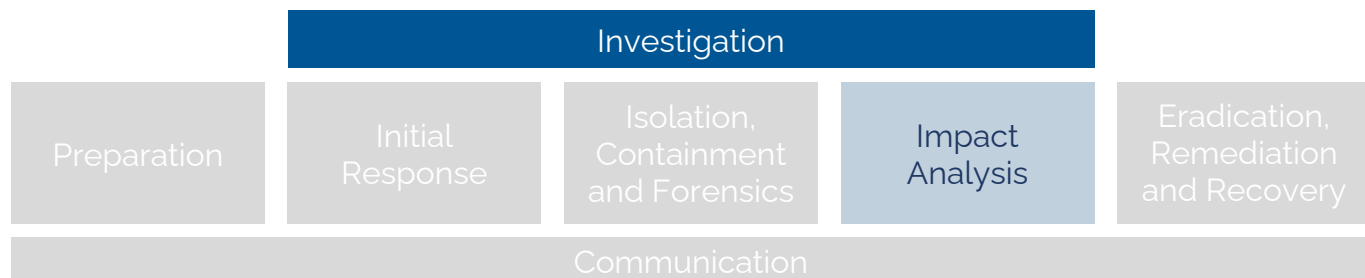 Investigation
Preparation
Initial
Response
Isolation,
Containment
and Forensics
Impact
Analysis
Eradication,
Remediation
and Recovery
Communication